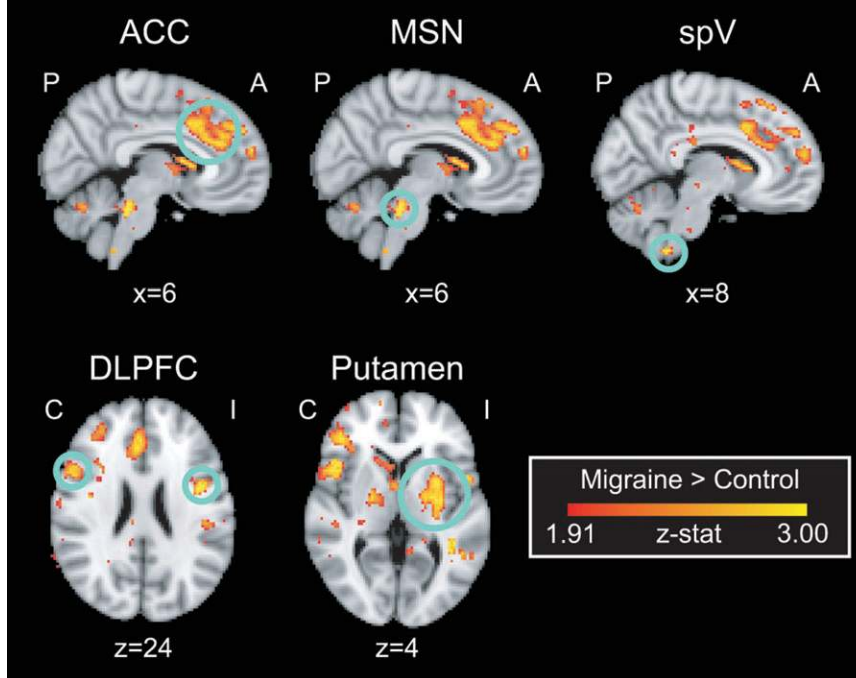 ACC
MSN
spV
P
A
P
A
P
A
x=6
x=6
x=8
DLPFC
Putamen
C
I
C
I
Migraine > Control
1.91
z-stat
3.00
z=24
z=4